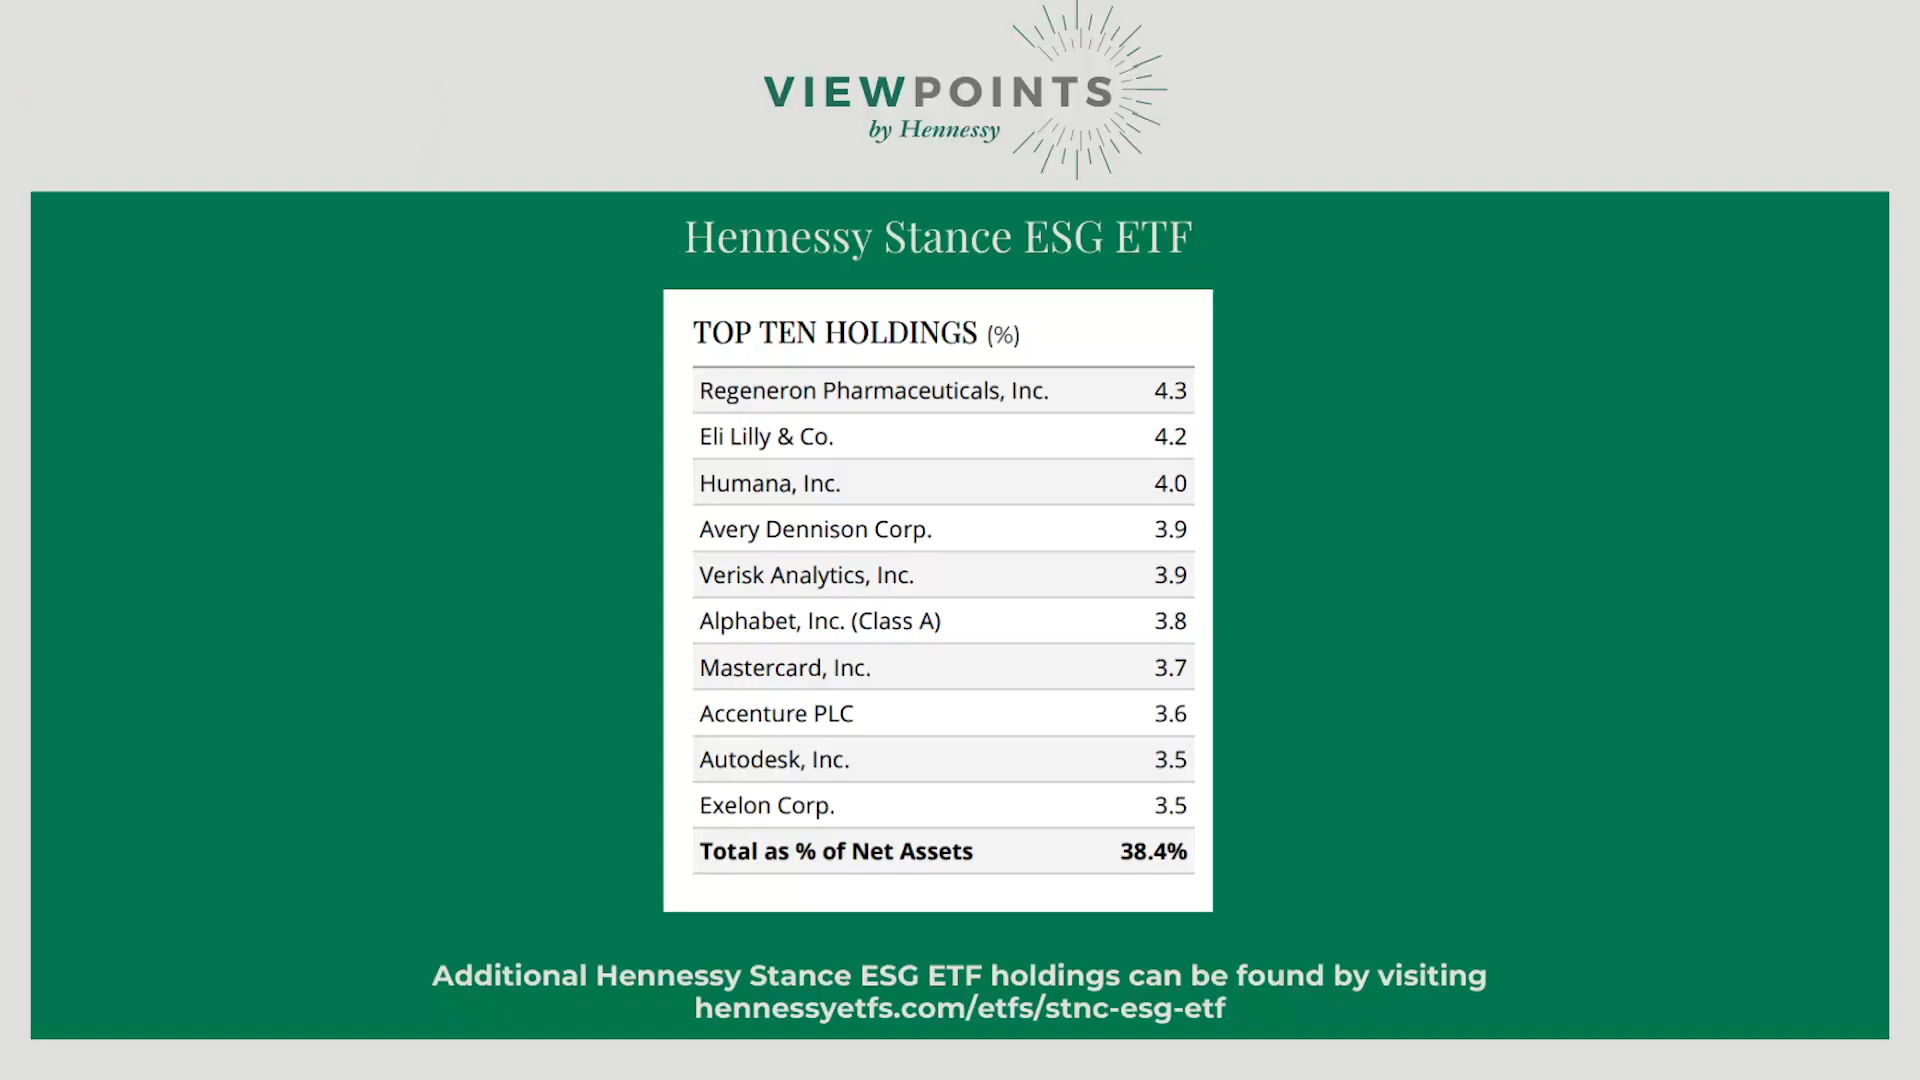 VIEWPOINTS
by Hennessy
Hennessy Stance ESG ETF
TOP TEN HOLDINGS (%)
Regeneron Pharmaceuticals, Inc. 4.3
Eli Lilly & Co. 4.2
Humana, Inc. 4.0
Avery Dennison Corp. 3.9
Verisk Analytics, Inc. 3.9
Alphabet, Inc. (Class A) 3.8
Mastercard, Inc. 3.7
Accenture PLC 3.6
Autodesk, Inc. 3.5
Exelon Corp. 3.5
Total as % of Net Assets 38.4%
Additional Hennessy Stance ESG ETF holdings can be found by visiting
hennessyetfs.com/etfs/stnc-esg-etf